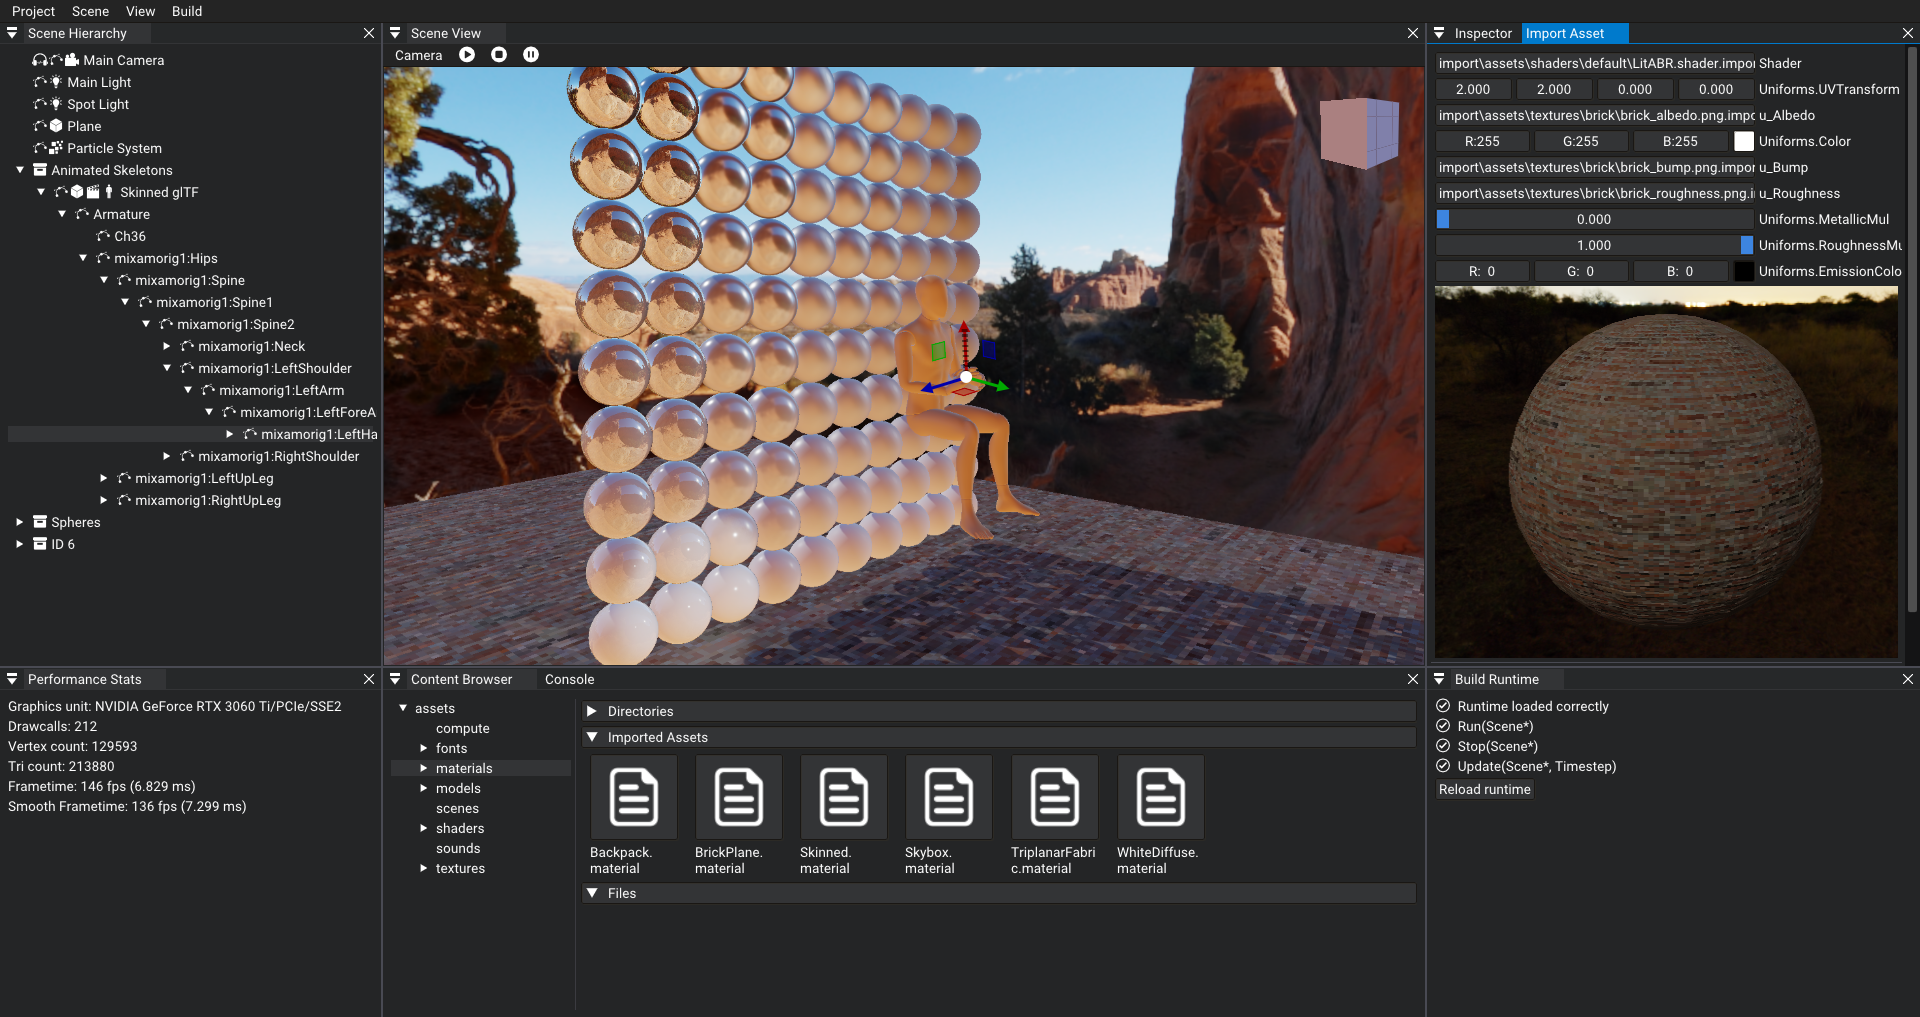 Project Scene View Build
Scene Hierarchy
Main Camera
Main Light
Spot Light
Plane
Particle System
Animated Skeletons
Skinned glTF
Armature
Ch36
mixamorig1:Hips
mixamorig1:Spine
mixamorig1:Spine1
mixamorig1:Spine2
mixamorig1:Neck
mixamorig1:LeftShoulder
mixamorig1:LeftArm
mixamorig1:LeftForeA
mixamorig1:LeftHa
mixamorig1:RightShoulder
mixamorig1:LeftUpLeg
mixamorig1:RightUpLeg
Spheres
ID 6
Scene View
Camera
Inspector Import Asset
import\assets\shaders\default\LitABR.shader.impor Shader
2.000 2.000 0.000 0.000 Uniforms.UVTransform
import\assets\textures\brick\brick_albedo.png.impo u_Albedo
R:255 G:255 B:255 Uniforms.Color
import\assets\textures\brick\brick_bump.png.impor u_Bump
import\assets\textures\brick\brick_roughness.png.i u_Roughness
0.000 Uniforms.MetallicMul
1.000 Uniforms.RoughnessMu
R: 0 G: 0 B: 0 Uniforms.EmissionColo
Performance Stats
Graphics unit: NVIDIA GeForce RTX 3060 Ti/PCIe/SSE2
Drawcalls: 212
Vertex count: 129593
Tri count: 213880
Frametime: 146 fps (6.829 ms)
Smooth Frametime: 136 fps (7.299 ms)
Content Browser Console
assets
compute
fonts
materials
models
scenes
shaders
sounds
textures
Directories
Imported Assets
Backpack.
material
BrickPlane.
material
Skinned.
material
Skybox.
material
TriplanarFabri
c.material
WhiteDiffuse.
material
Files
Build Runtime
Runtime loaded correctly
Run(Scene*)
Stop(Scene*)
Update(Scene*, Timestep)
Reload runtime